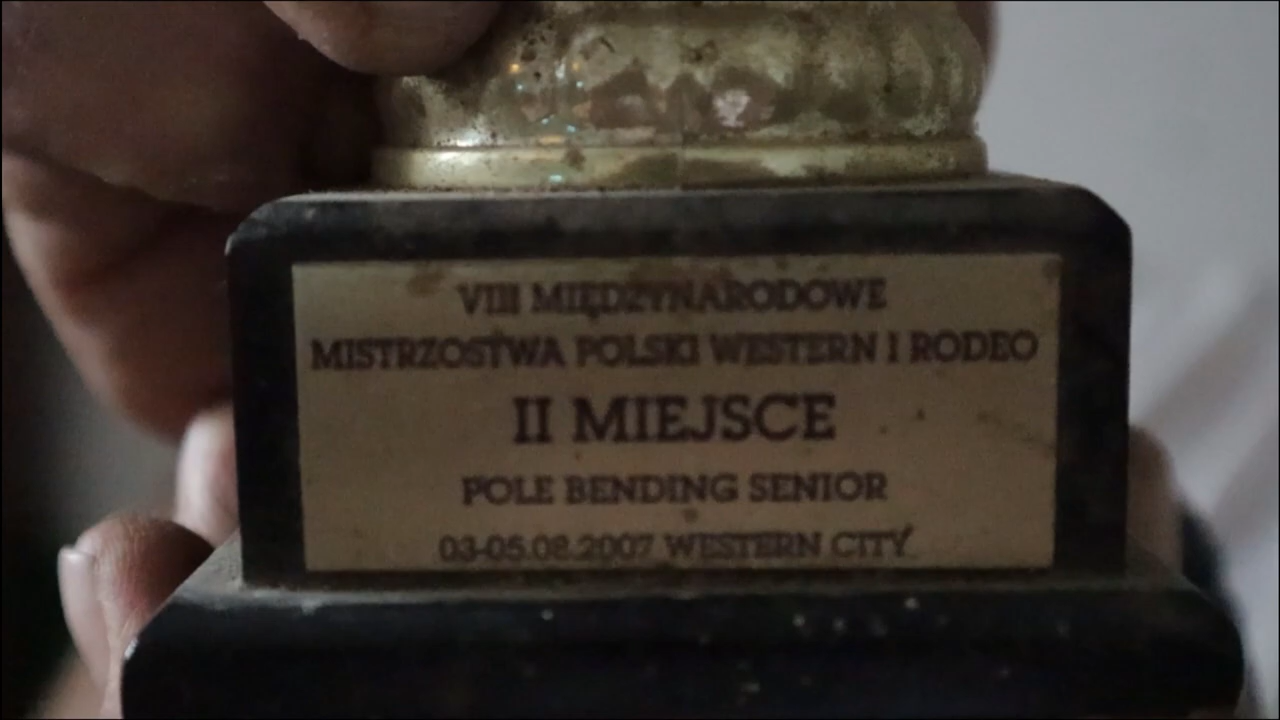 VIII MIĘDZYNARODOWE
MISTRZOSTWA POLSKI WESTERN I RODEO
II MIEJSCE
POLE BENDING SENIOR
03-05.08.2007 WESTERN CITY